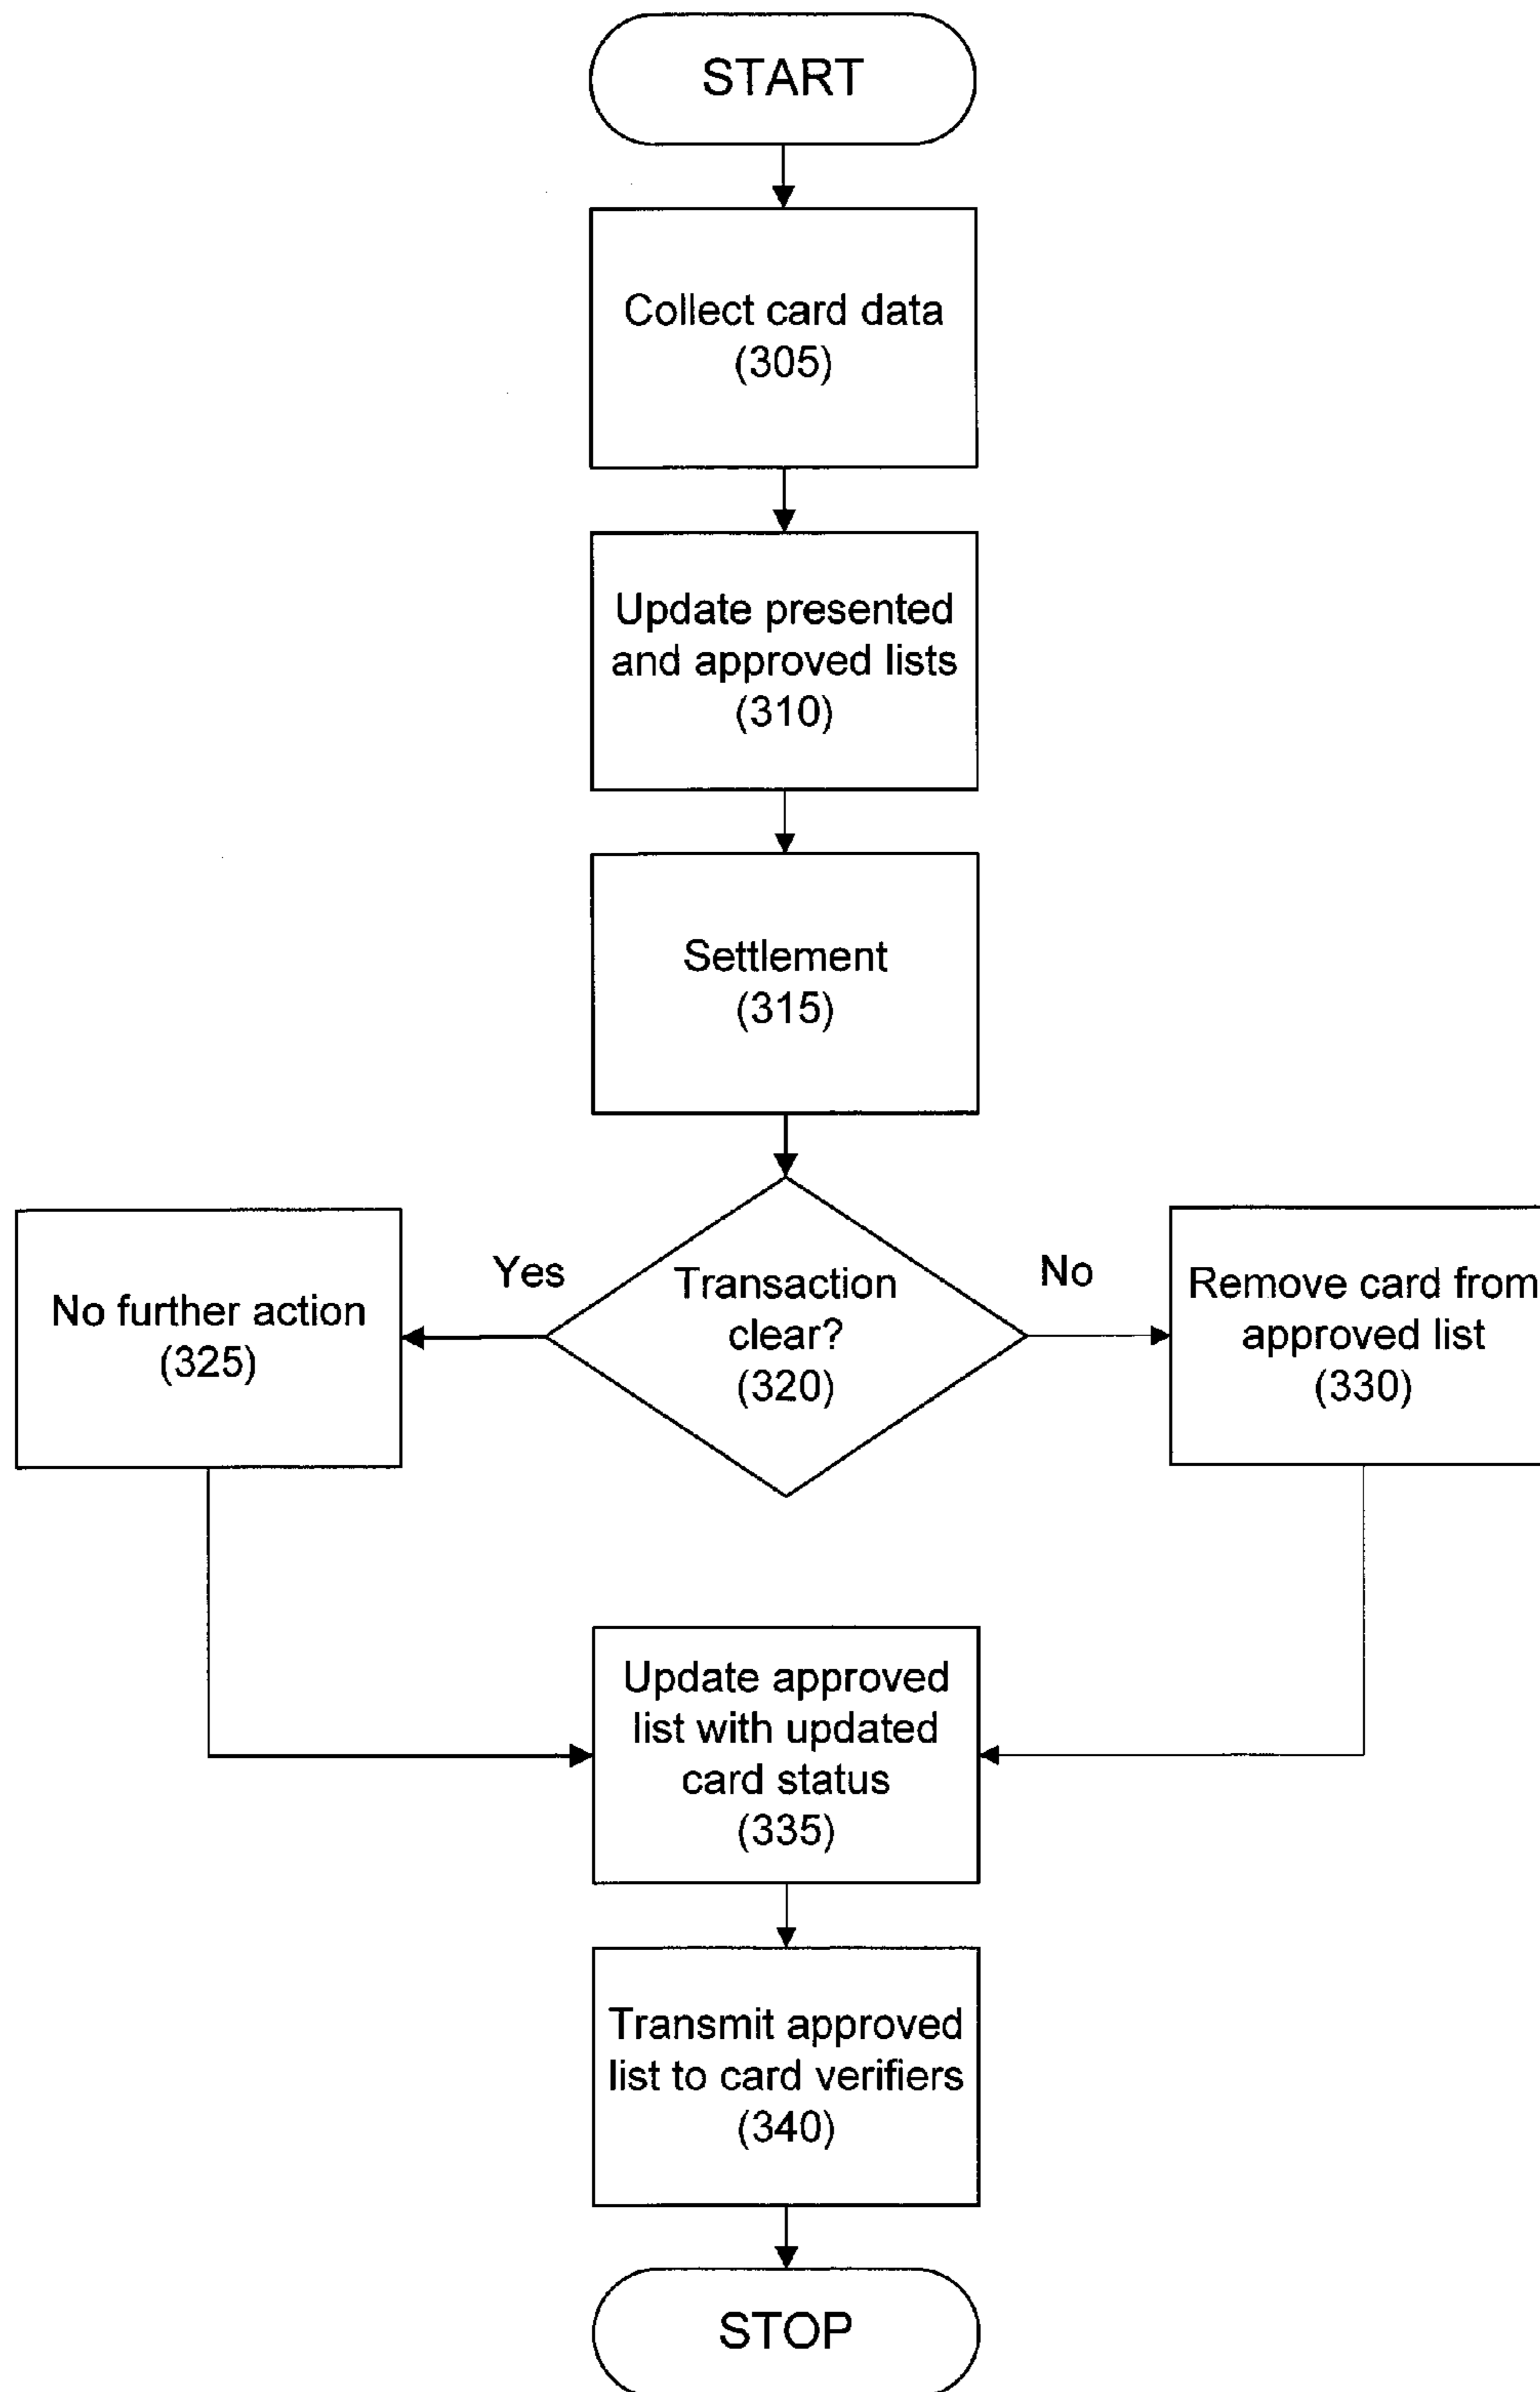 START
Collect card data
(305)
Update presented
and approved lists
(310)
Settlement
(315)
Yes
No
No further action
(325)
Transaction
clear?
(320)
Remove card from
approved list
(330)
Update approved
list with updated
card status
(335)
Transmit approved
list to card verifiers
(340)
STOP